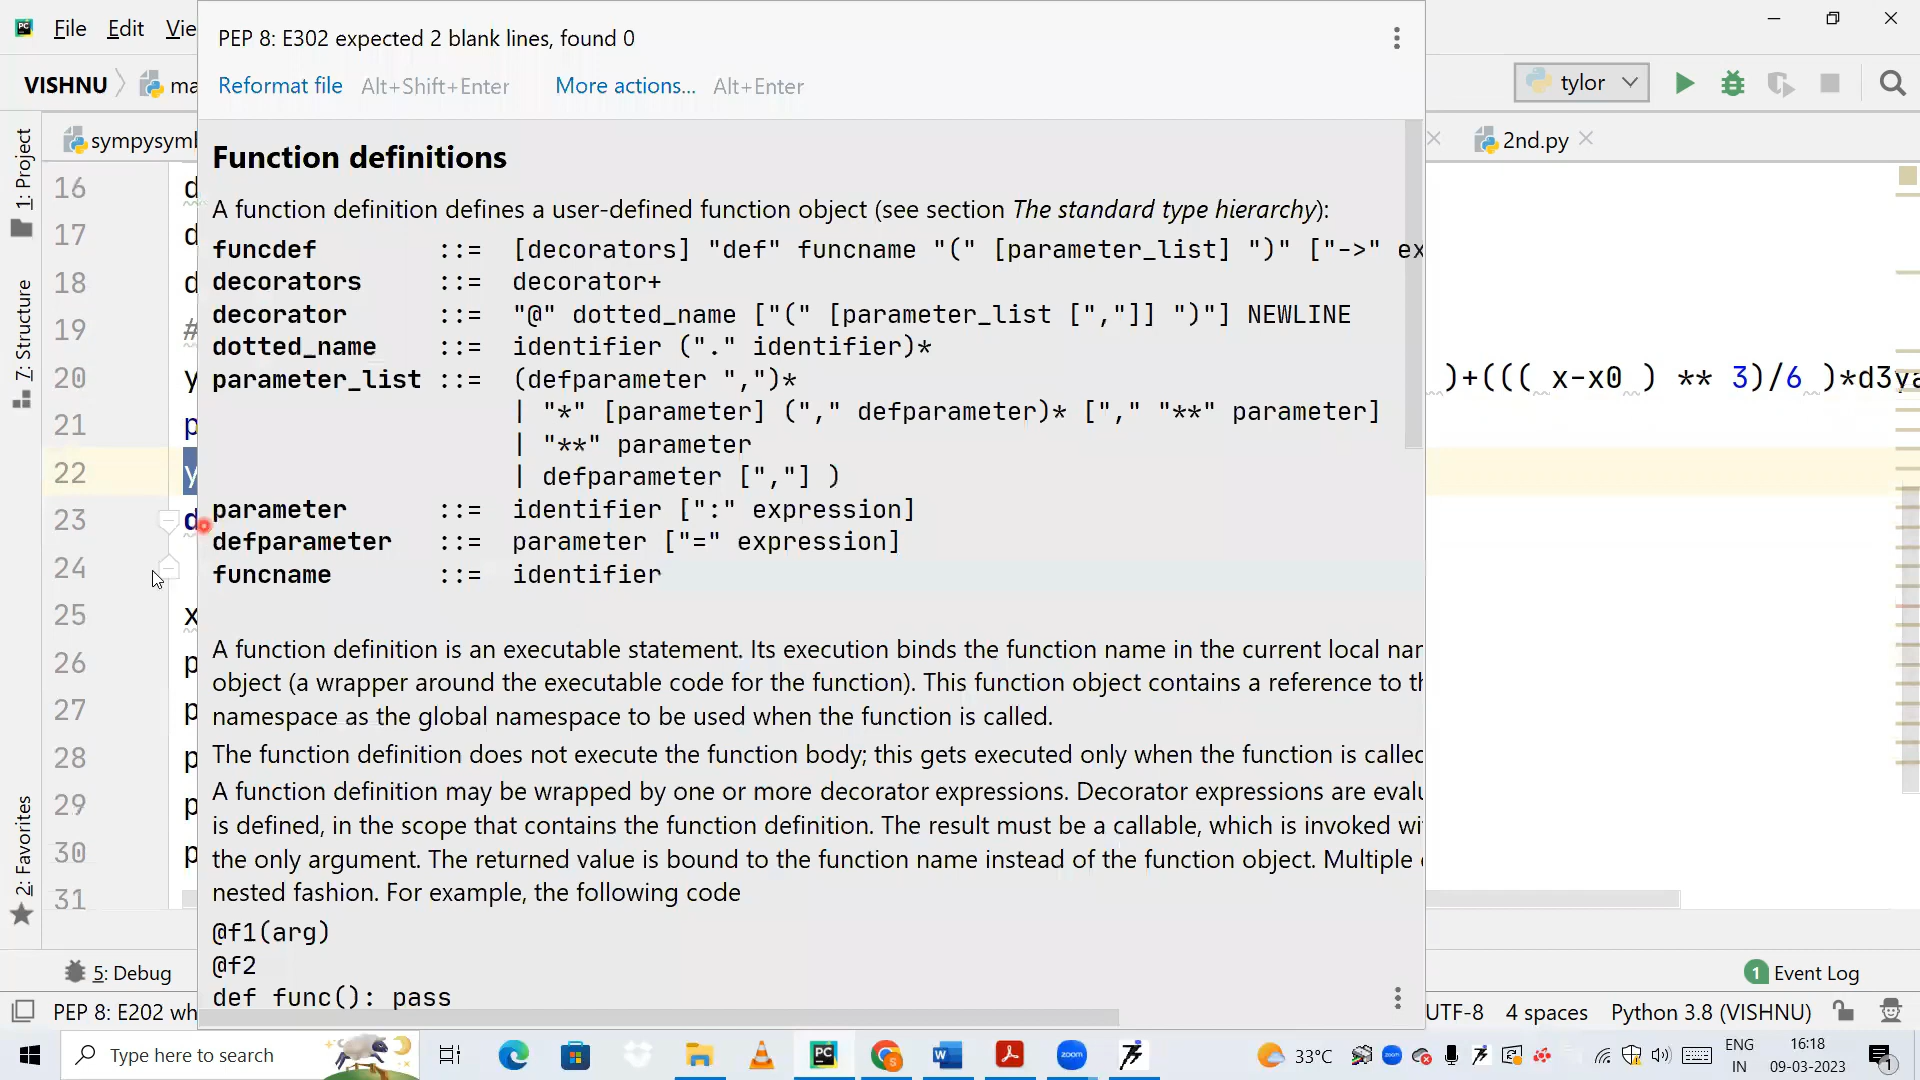 File Edit Vie
PEP 8: E302 expected 2 blank lines, found 0
Reformat file Alt+Shift+Enter More actions... Alt+Enter
VISHNU ma
tylor
sympysyml
2nd.py
1: Project
7: Structure
2: Favorites
Function definitions
A function definition defines a user-defined function object (see section The standard type hierarchy):
funcdef ::= [decorators] "def" funcname "(" [parameter_list] ")" ["->" ex
decorators ::= decorator+
decorator ::= "@" dotted_name ["(" [parameter_list [","]] ")"] NEWLINE
dotted_name ::= identifier ("." identifier)*
parameter_list ::= (defparameter ",")*
| "*" [parameter] ("," defparameter)* ["," "**" parameter]
| "**" parameter
| defparameter [","] )
parameter ::= identifier [":" expression]
defparameter ::= parameter ["=" expression]
funcname ::= identifier
A function definition is an executable statement. Its execution binds the function name in the current local nar
object (a wrapper around the executable code for the function). This function object contains a reference to th
namespace as the global namespace to be used when the function is called.
The function definition does not execute the function body; this gets executed only when the function is called
A function definition may be wrapped by one or more decorator expressions. Decorator expressions are evalu
is defined, in the scope that contains the function definition. The result must be a callable, which is invoked wi
the only argument. The returned value is bound to the function name instead of the function object. Multiple
nested fashion. For example, the following code
@f1(arg)
@f2
def func(): pass
16 d
17 d
18 d
19 #
20 y )+((( x-x0 ) ** 3)/6 )*d3ya
21 p
22 y
23 d
24
25 x
26 p
27 p
28 p
29 p
30 p
31
5: Debug
1 Event Log
PEP 8: E202 wh UTF-8 4 spaces Python 3.8 (VISHNU)
Type here to search
33°C
ENG
IN
16:18
09-03-2023
1